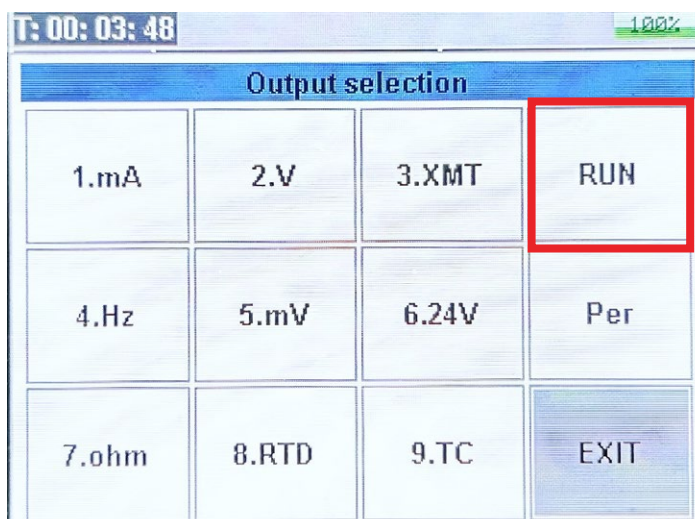 T: 00: 03: 48 100%
Output selection
1.mA 2.V 3.XMT RUN
4.Hz 5.mV 6.24V Per
7.ohm 8.RTD 9.TC EXIT